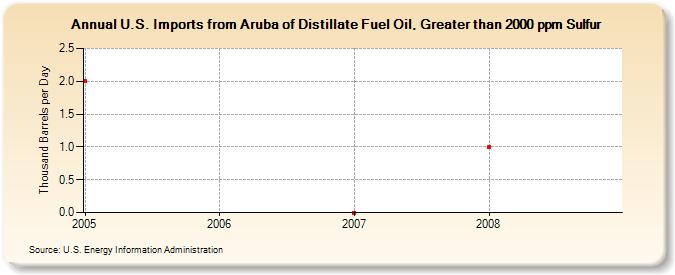 Annual U.S. Imports from Aruba of Distillate Fuel Oil, Greater than 2000 ppm Sulfur
Thousand Barrels per Day
2.5
2.0
1.5
1.0
0.5
0.0
2005 2006 2007 2008
Source: U.S. Energy Information Administration